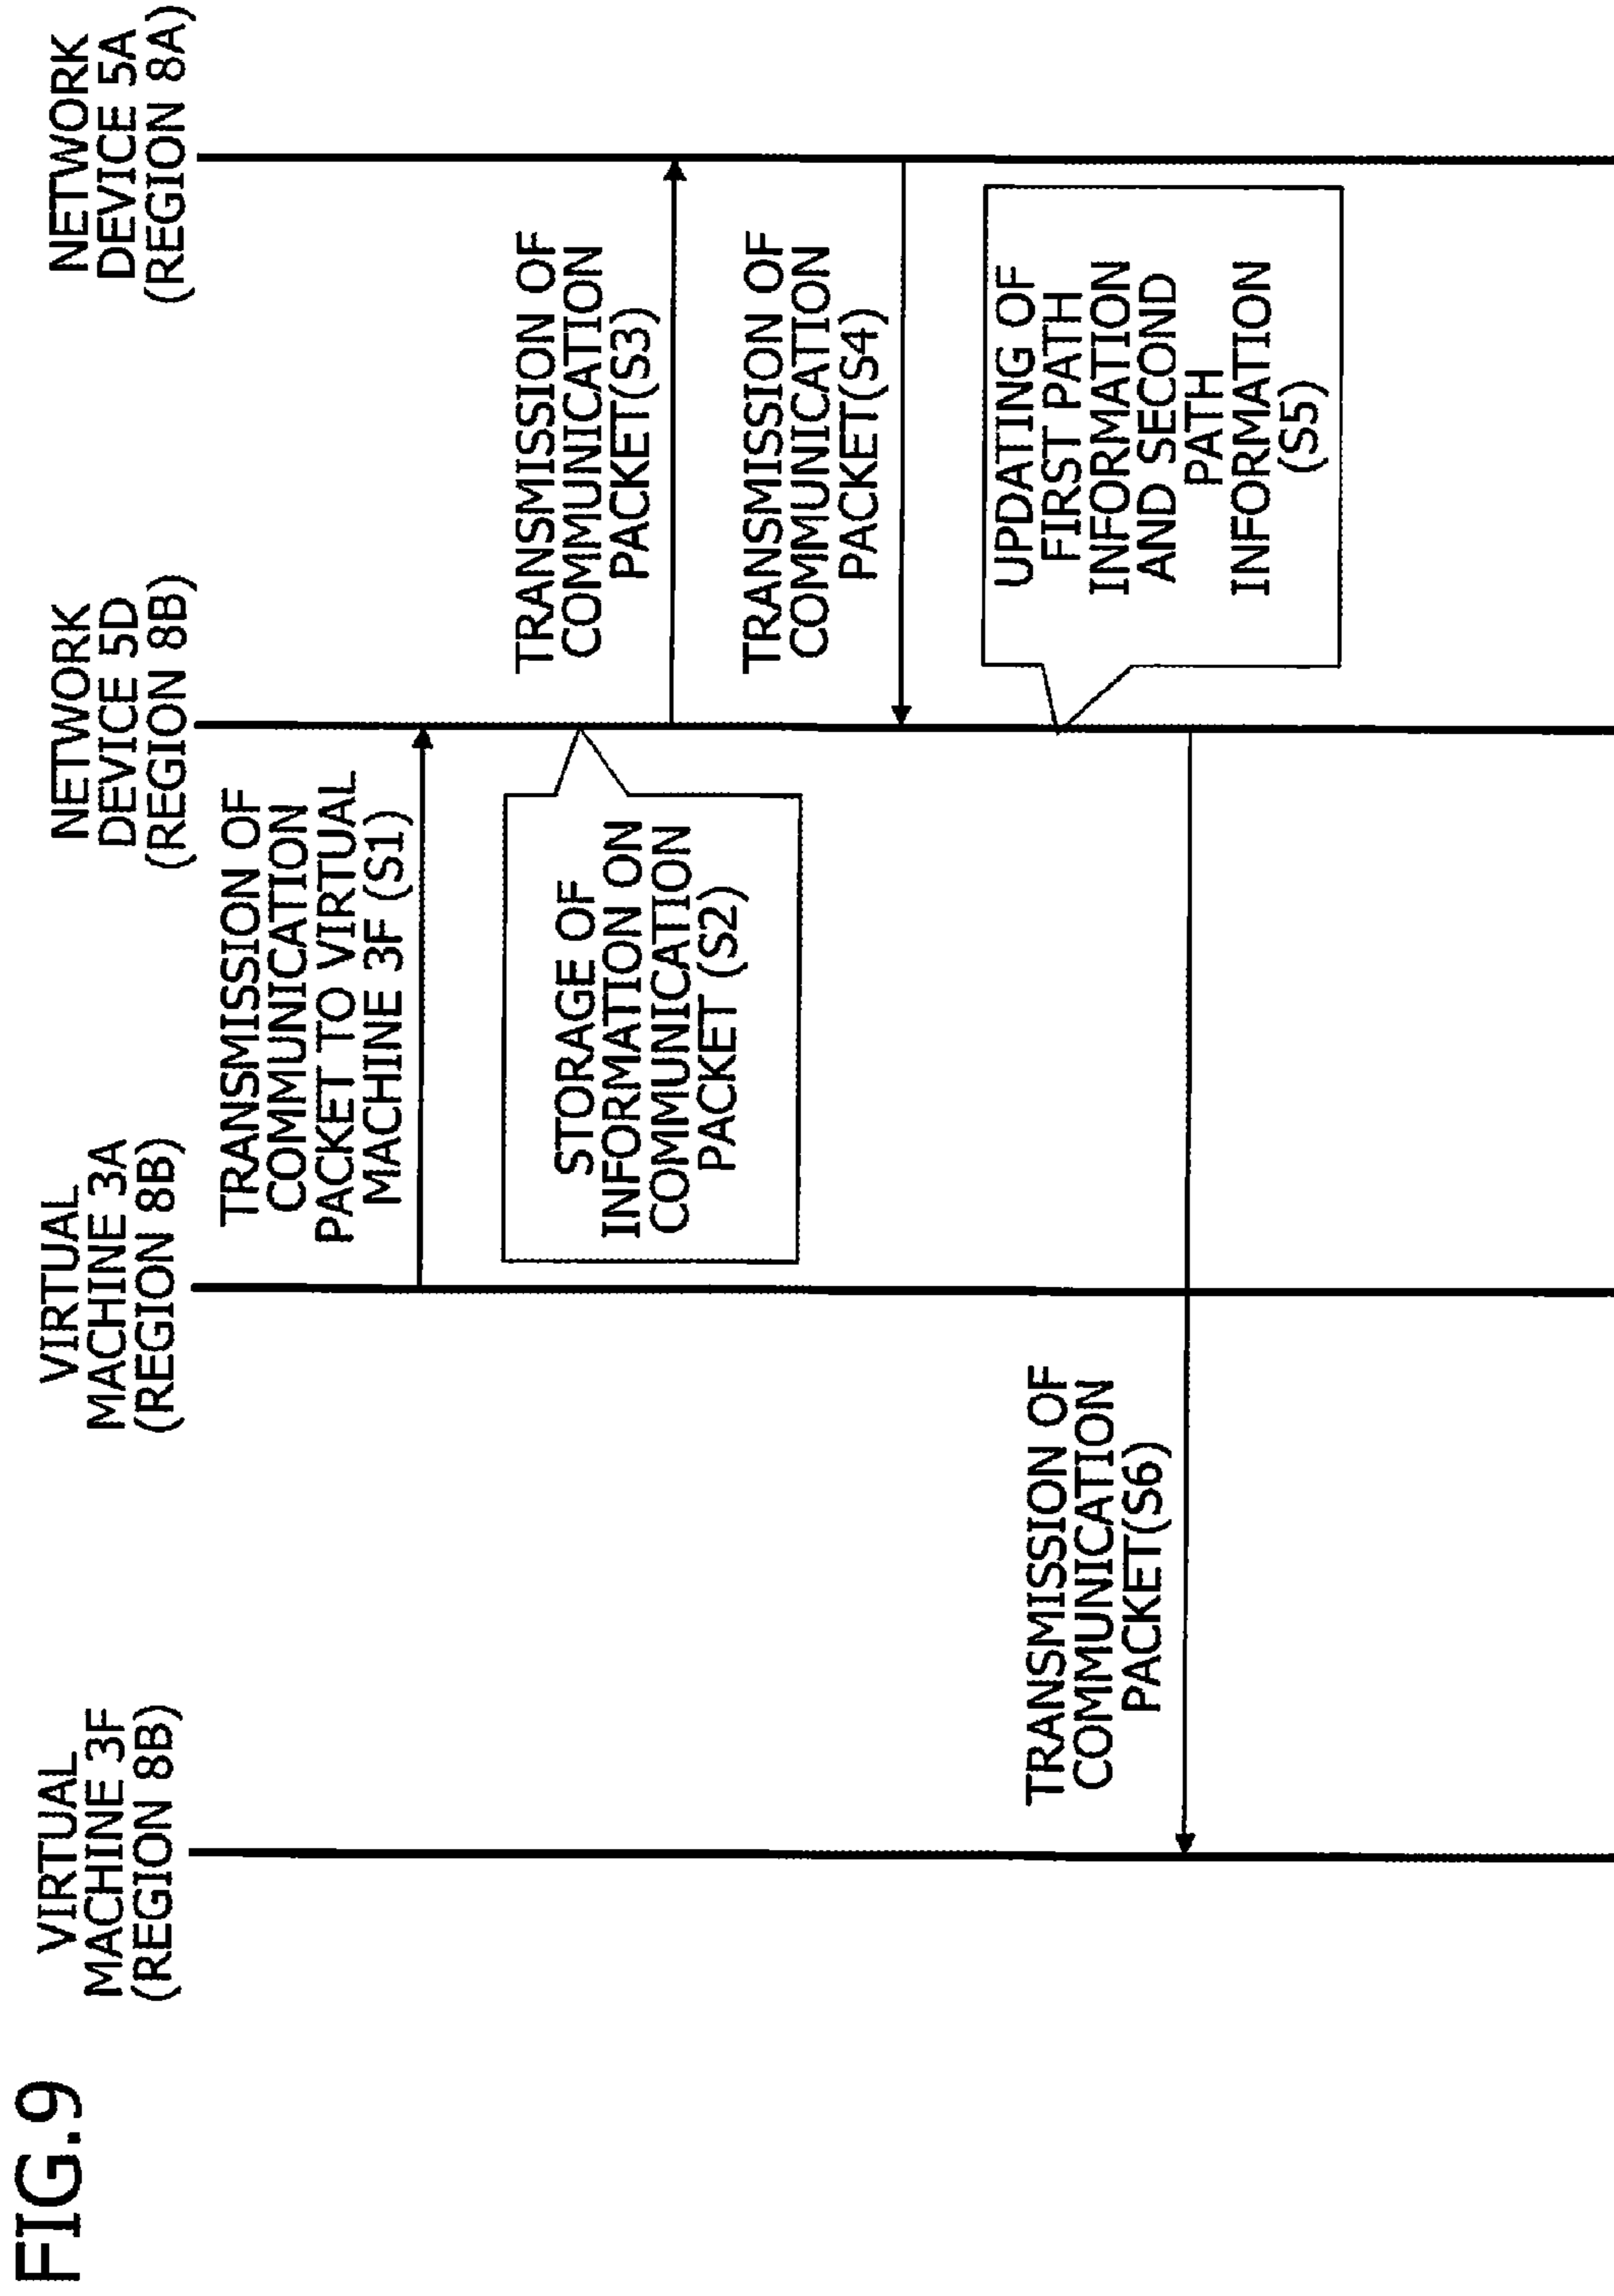 FIG.9
VIRTUAL
MACHINE 3F
(REGION 8B)
VIRTUAL
MACHINE 3A
(REGION 8B)
NETWORK
DEVICE 5D
(REGION 8B)
NETWORK
DEVICE 5A
(REGION 8A)
TRANSMISSION OF
COMMUNICATION
PACKET TO VIRTUAL
MACHINE 3F (S1)
STORAGE OF
INFORMATION ON
COMMUNICATION
PACKET (S2)
TRANSMISSION OF
COMMUNICATION
PACKET(S3)
TRANSMISSION OF
COMMUNICATION
PACKET(S4)
UPDATING OF
FIRST PATH
INFORMATION
AND SECOND
PATH
INFORMATION
(S5)
TRANSMISSION OF
COMMUNICATION
PACKET(S6)